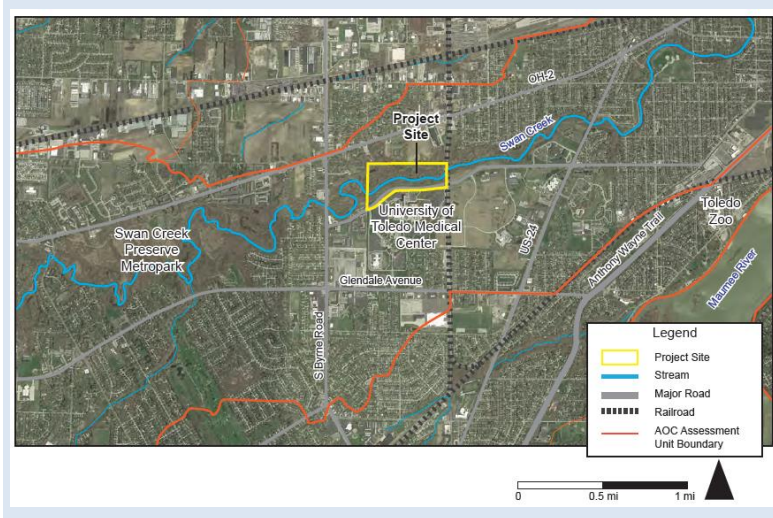 OH-2
Project
Site
Swan Creek
University of
Toledo Medical
Center
Swan Creek
Preserve
Metropark
Toledo
Zoo
US-24
Anthony Wayne Trail
Maumee River
Glendale Avenue
S Byrne Road
Legend
Project Site
Stream
Major Road
Railroad
AOC Assessment
Unit Boundary
0 0.5 mi 1 mi